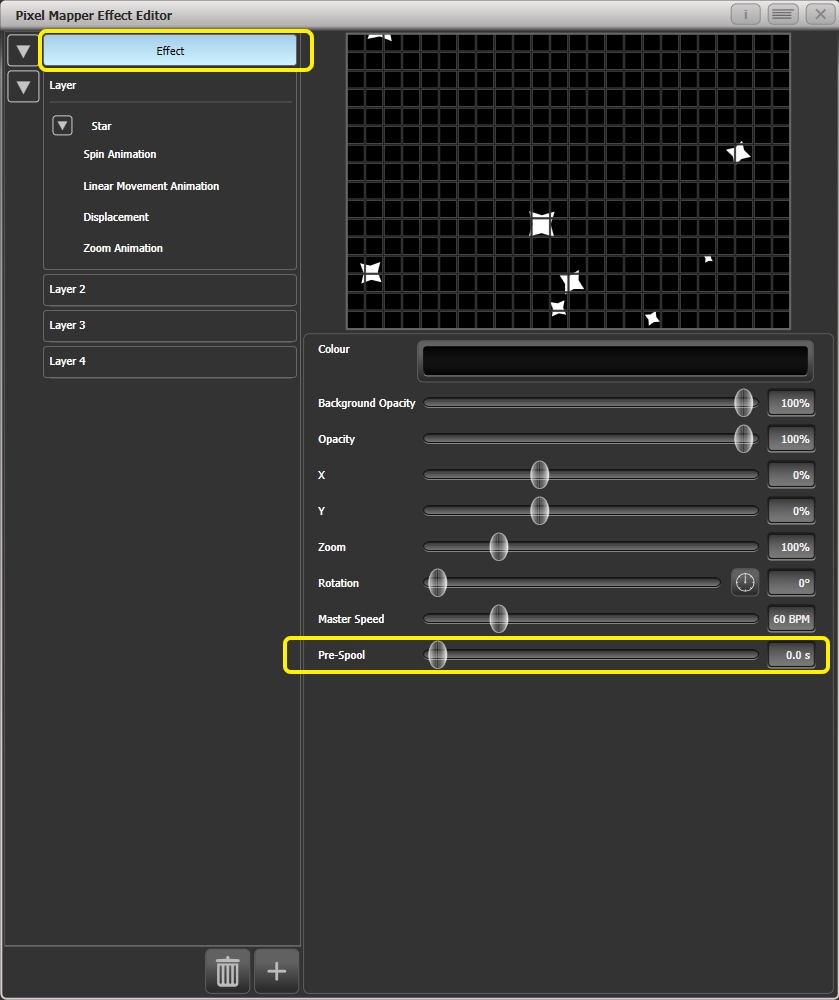 Pixel Mapper Effect Editor
i
Effect
Layer
Star
Spin Animation
Linear Movement Animation
Displacement
Zoom Animation
Layer 2
Layer 3
Layer 4
Colour
Background Opacity 100%
Opacity 100%
X 0%
Y 0%
Zoom 100%
Rotation 0°
Master Speed 60 BPM
Pre-Spool 0.0 s